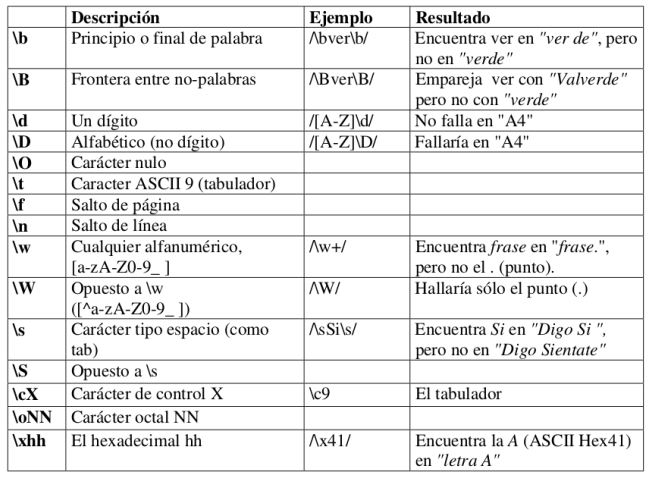 Descripción Ejemplo Resultado
\b Principio o final de palabra /\bver\b/ Encuentra ver en "ver de", pero
no en "verde"
\B Frontera entre no-palabras /\Bver\B/ Empareja ver con "Valverde"
pero no con "verde"
\d Un dígito /[A-Z]\d/ No falla en "A4"
\D Alfabético (no dígito) /[A-Z]\D/ Fallaría en "A4"
\O Carácter nulo
\t Caracter ASCII 9 (tabulador)
\f Salto de página
\n Salto de línea
\w Cualquier alfanumérico, /\w+/ Encuentra frase en "frase.",
[a-zA-Z0-9_ ] pero no el . (punto).
\W Opuesto a \w /\W/ Hallaría sólo el punto (.)
([^a-zA-Z0-9_ ])
\s Carácter tipo espacio (como /\sSi\s/ Encuentra Si en "Digo Si ",
tab) pero no en "Digo Sientate"
\S Opuesto a \s
\cX Carácter de control X \c9 El tabulador
\oNN Carácter octal NN
\xhh El hexadecimal hh /\x41/ Encuentra la A (ASCII Hex41)
en "letra A"